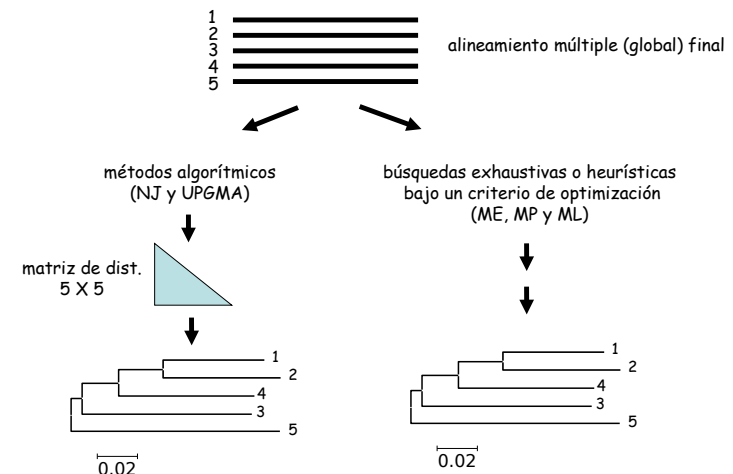 1
2
3
4
5
alineamiento múltiple (global) final
métodos algorítmicos
(NJ y UPGMA)
búsquedas exhaustivas o heurísticas
bajo un criterio de optimización
(ME, MP y ML)
matriz de dist.
5 X 5
1
2
4
3
5
0.02
1
2
4
3
5
0.02